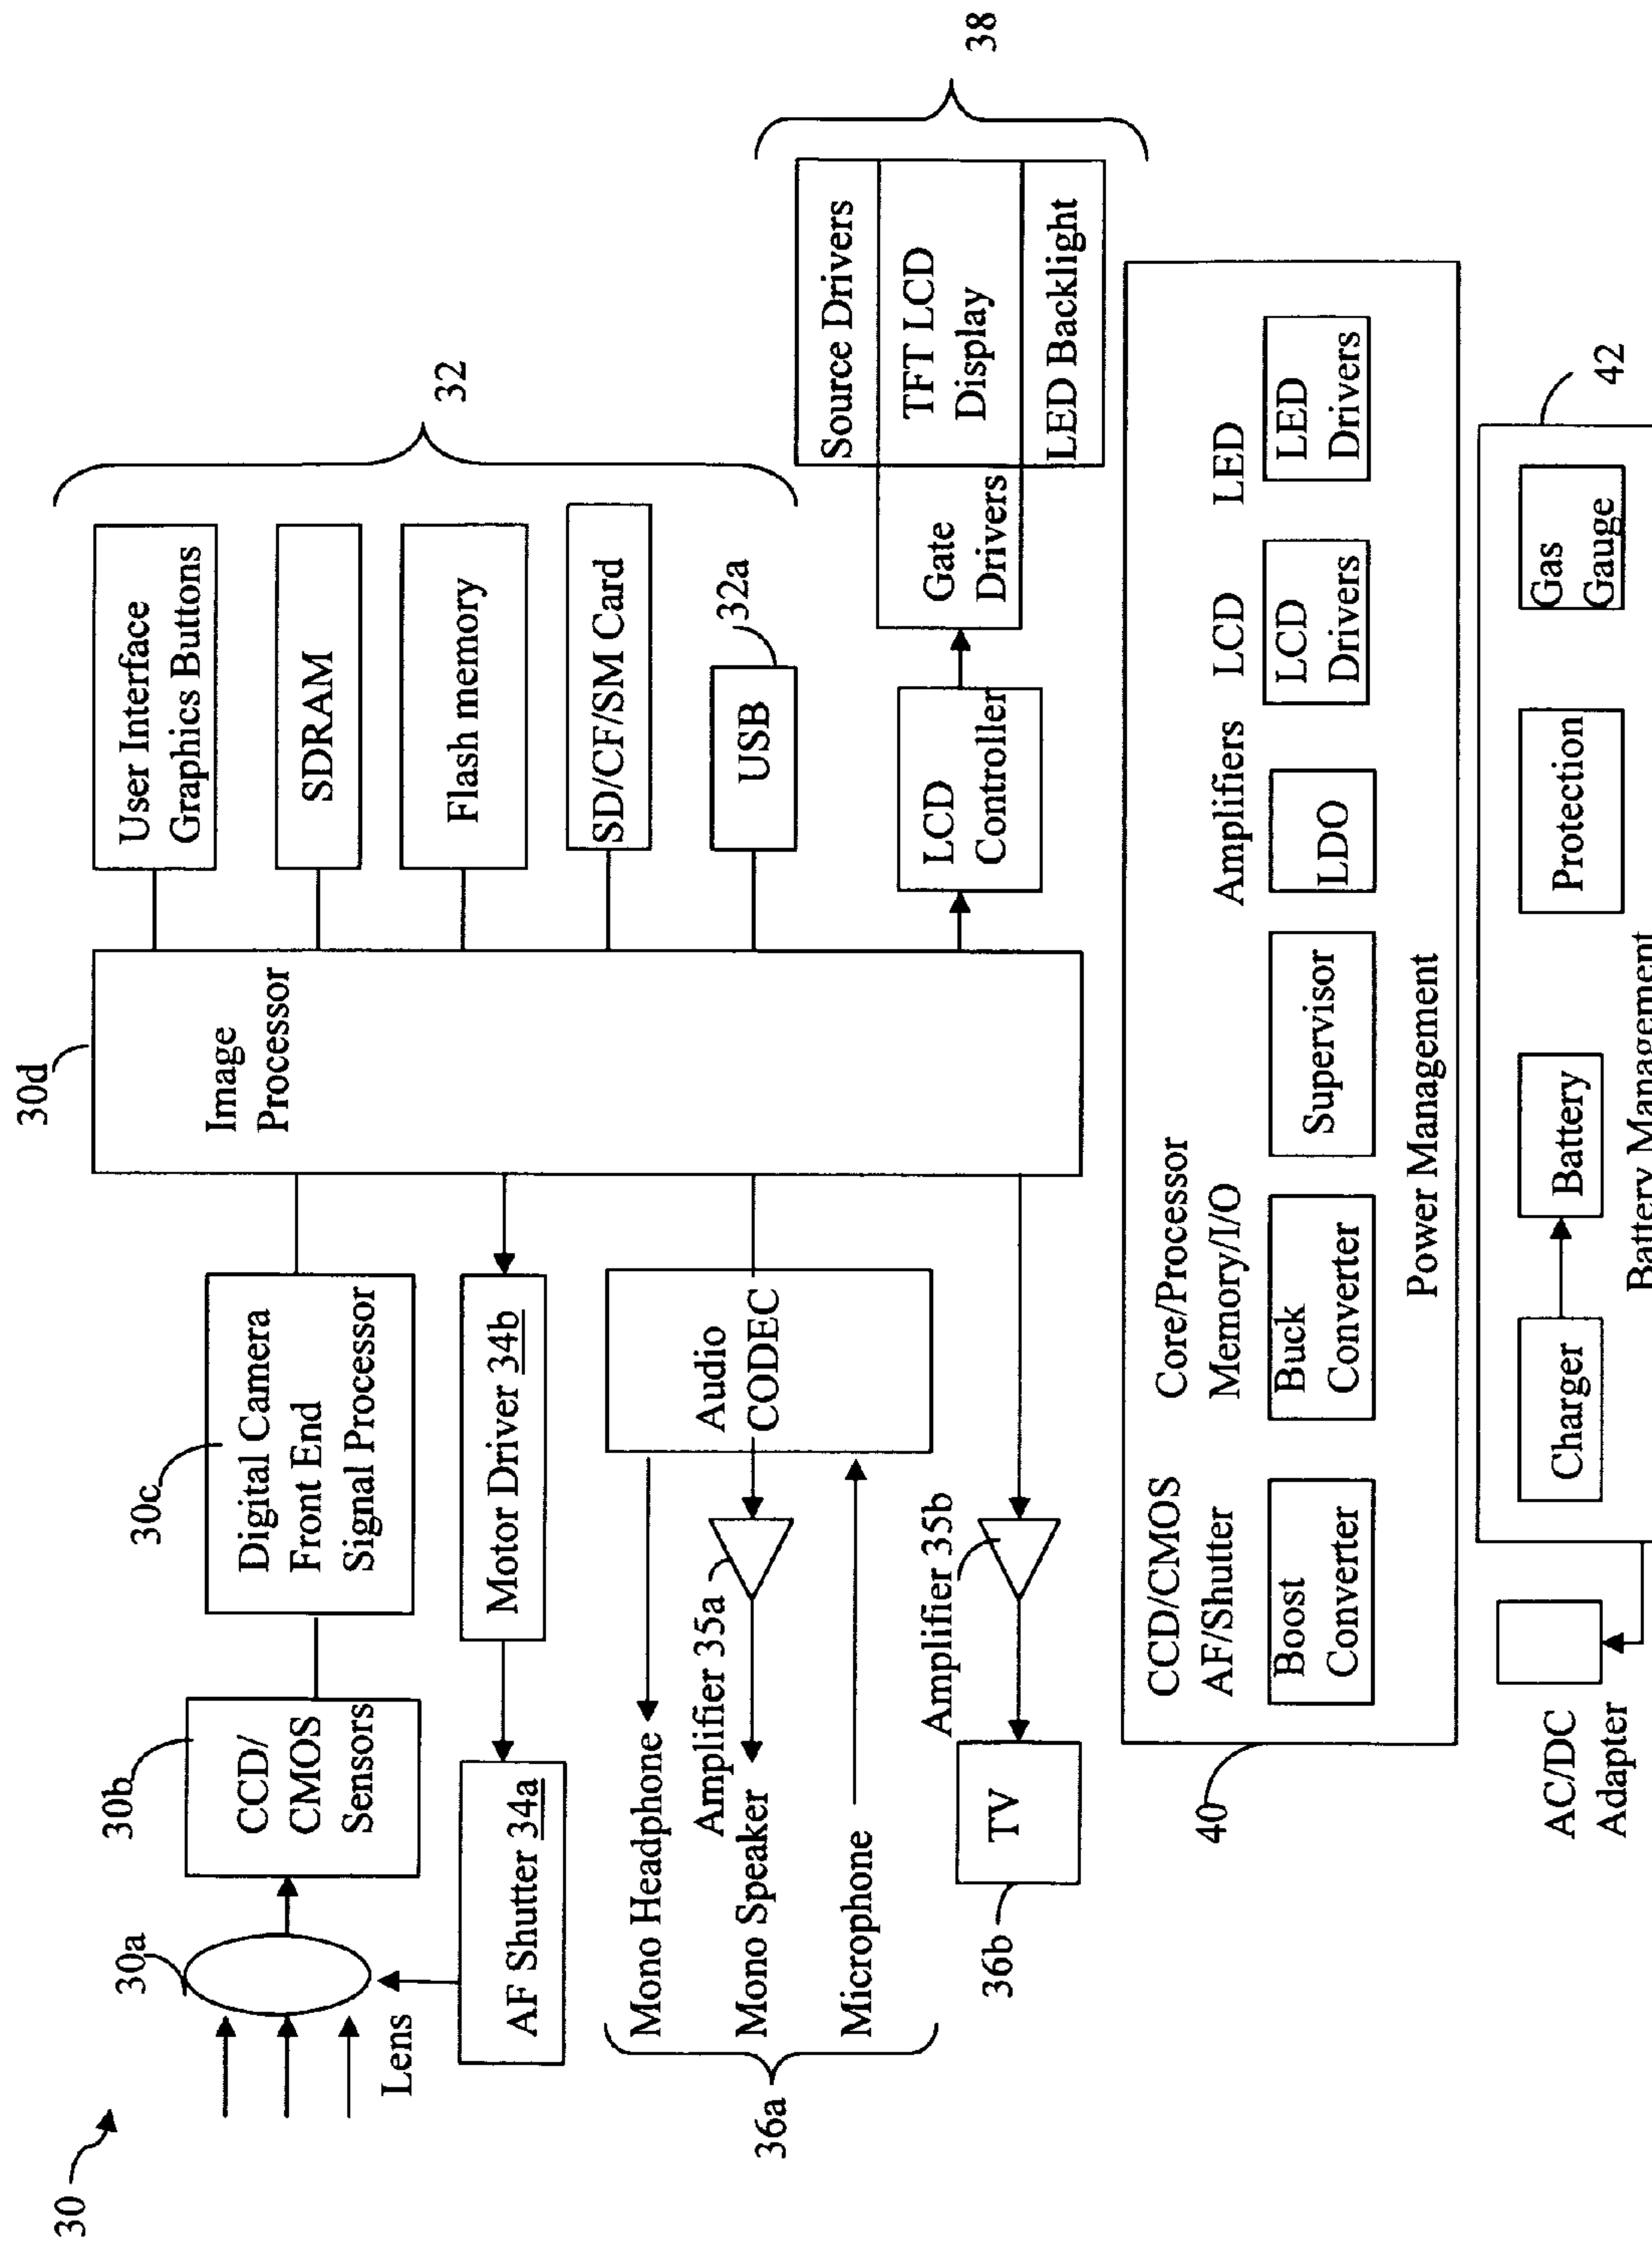 30
30a
Lens
30b
CCD/
CMOS
Sensors
30c
Digital Camera
Front End
Signal Processor
30d
Image
Processor
User Interface
Graphics Buttons
SDRAM
Flash memory
SD/CF/SM Card
USB
32a
32
AF Shutter 34a
Motor Driver 34b
Mono Headphone
Amplifier 35a
Mono Speaker
Microphone
36a
Audio
CODEC
Amplifier 35b
TV
36b
LCD
Controller
Gate
Drivers
Source Drivers
TFT LCD
Display
LED Backlight
38
40
CCD/CMOS
AF/Shutter
Boost
Converter
Core/Processor
Memory/I/O
Buck
Converter
Supervisor
Amplifiers
LDO
LCD
LCD
Drivers
LED
LED
Drivers
Power Management
AC/DC
Adapter
Charger
Battery
Protection
Gas
Gauge
42
Battery Management